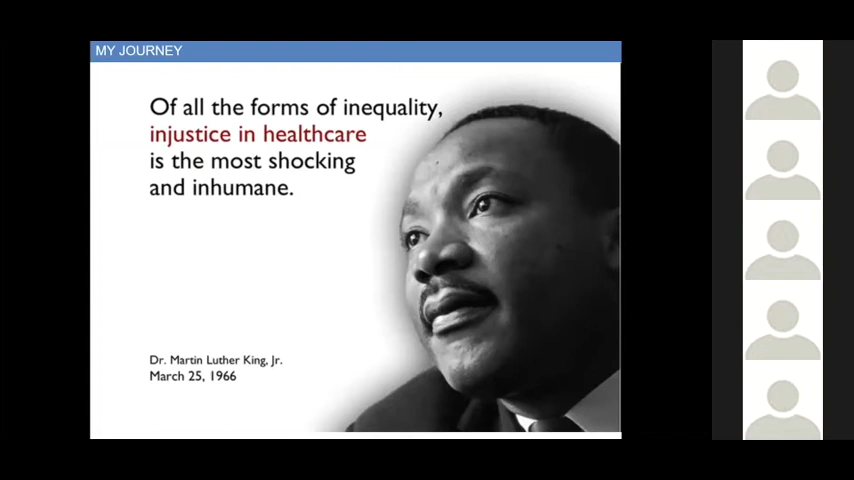 MY JOURNEY
Of all the forms of inequality,
injustice in healthcare
is the most shocking
and inhumane.
Dr. Martin Luther King, Jr.
March 25, 1966